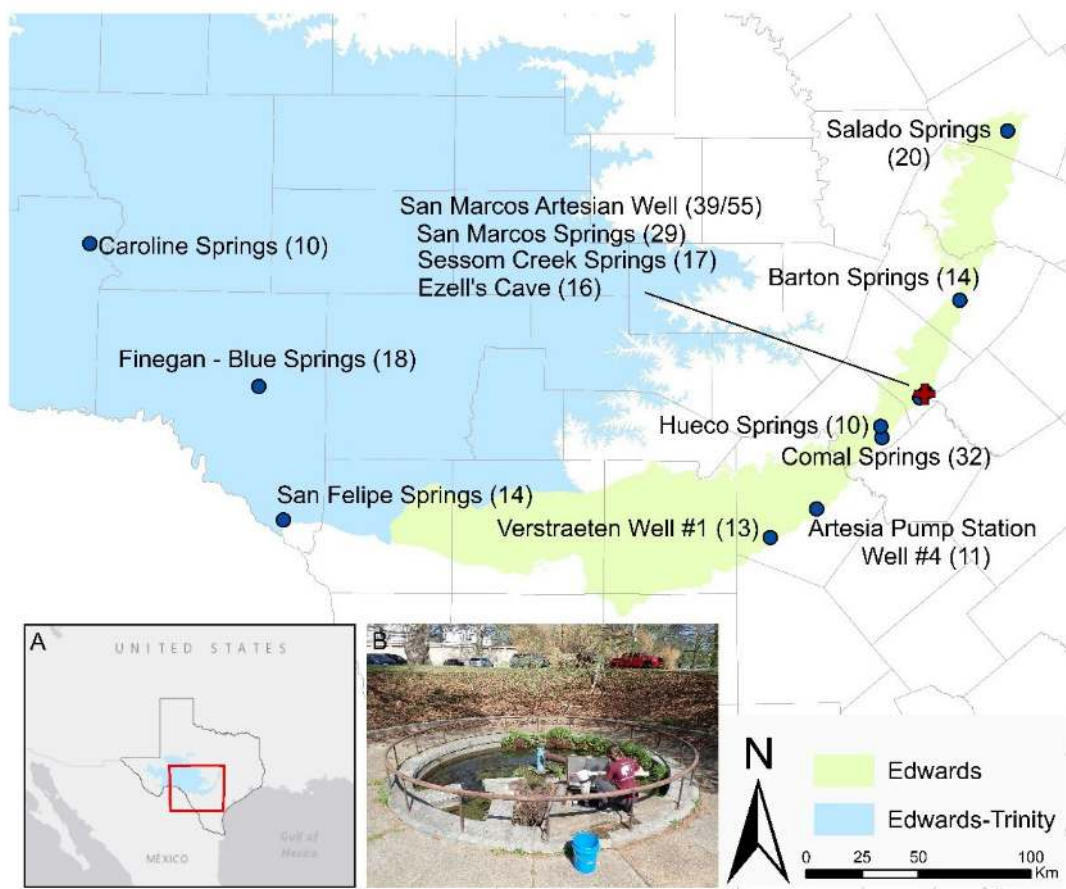 Salado Springs
(20)
San Marcos Artesian Well (39/55)
San Marcos Springs (29)
Sessom Creek Springs (17)
Ezell's Cave (16)
Caroline Springs (10)
Barton Springs (14)
Finegan - Blue Springs (18)
Hueco Springs (10)
Comal Springs (32)
San Felipe Springs (14)
Verstraeten Well #1 (13)
Artesia Pump Station
Well #4 (11)
A
UNITED STATES
MÉXICO
Gulf of
Mexico
B
N
Edwards
Edwards-Trinity
0 25 50 100
Km